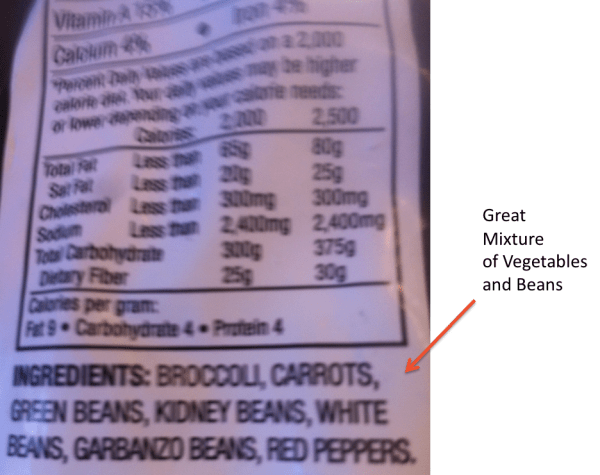 Vitamin A 15% Iron 4%
Calcium 4% •
*Percent Daily Values are based on a 2,000
calorie diet. Your daily values may be higher
or lower depending on your calorie needs:
Calories: 2,000 2,500
Total Fat Less than 65g 80g
Sat Fat Less than 20g 25g
Cholesterol Less than 300mg 300mg
Sodium Less than 2,400mg 2,400mg
Total Carbohydrate 300g 375g
Dietary Fiber 25g 30g
Calories per gram:
Fat 9 • Carbohydrate 4 • Protein 4
INGREDIENTS: BROCCOLI, CARROTS,
GREEN BEANS, KIDNEY BEANS, WHITE
BEANS, GARBANZO BEANS, RED PEPPERS.
Great
Mixture
of Vegetables
and Beans